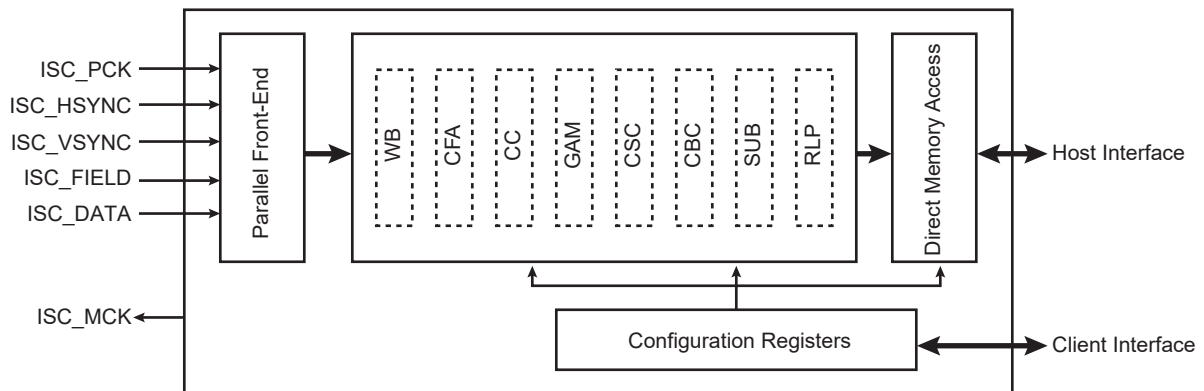 ISC_PCK
ISC_HSYNC
ISC_VSYNC
ISC_FIELD
ISC_DATA
ISC_MCK
Parallel Front-End
WB
CFA
CC
GAM
CSC
CBC
SUB
RLP
Direct Memory Access
Host Interface
Configuration Registers
Client Interface